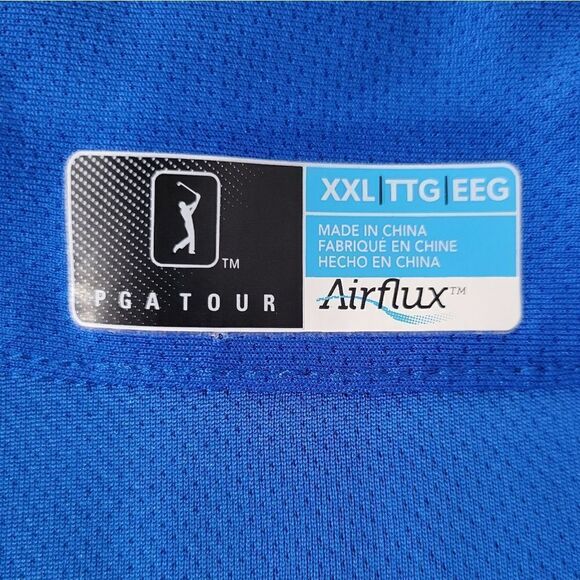 PGA TOUR
TM
XXL|TTG|EEG
MADE IN CHINA
FABRIQUÉ EN CHINE
HECHO EN CHINA
Airflux™